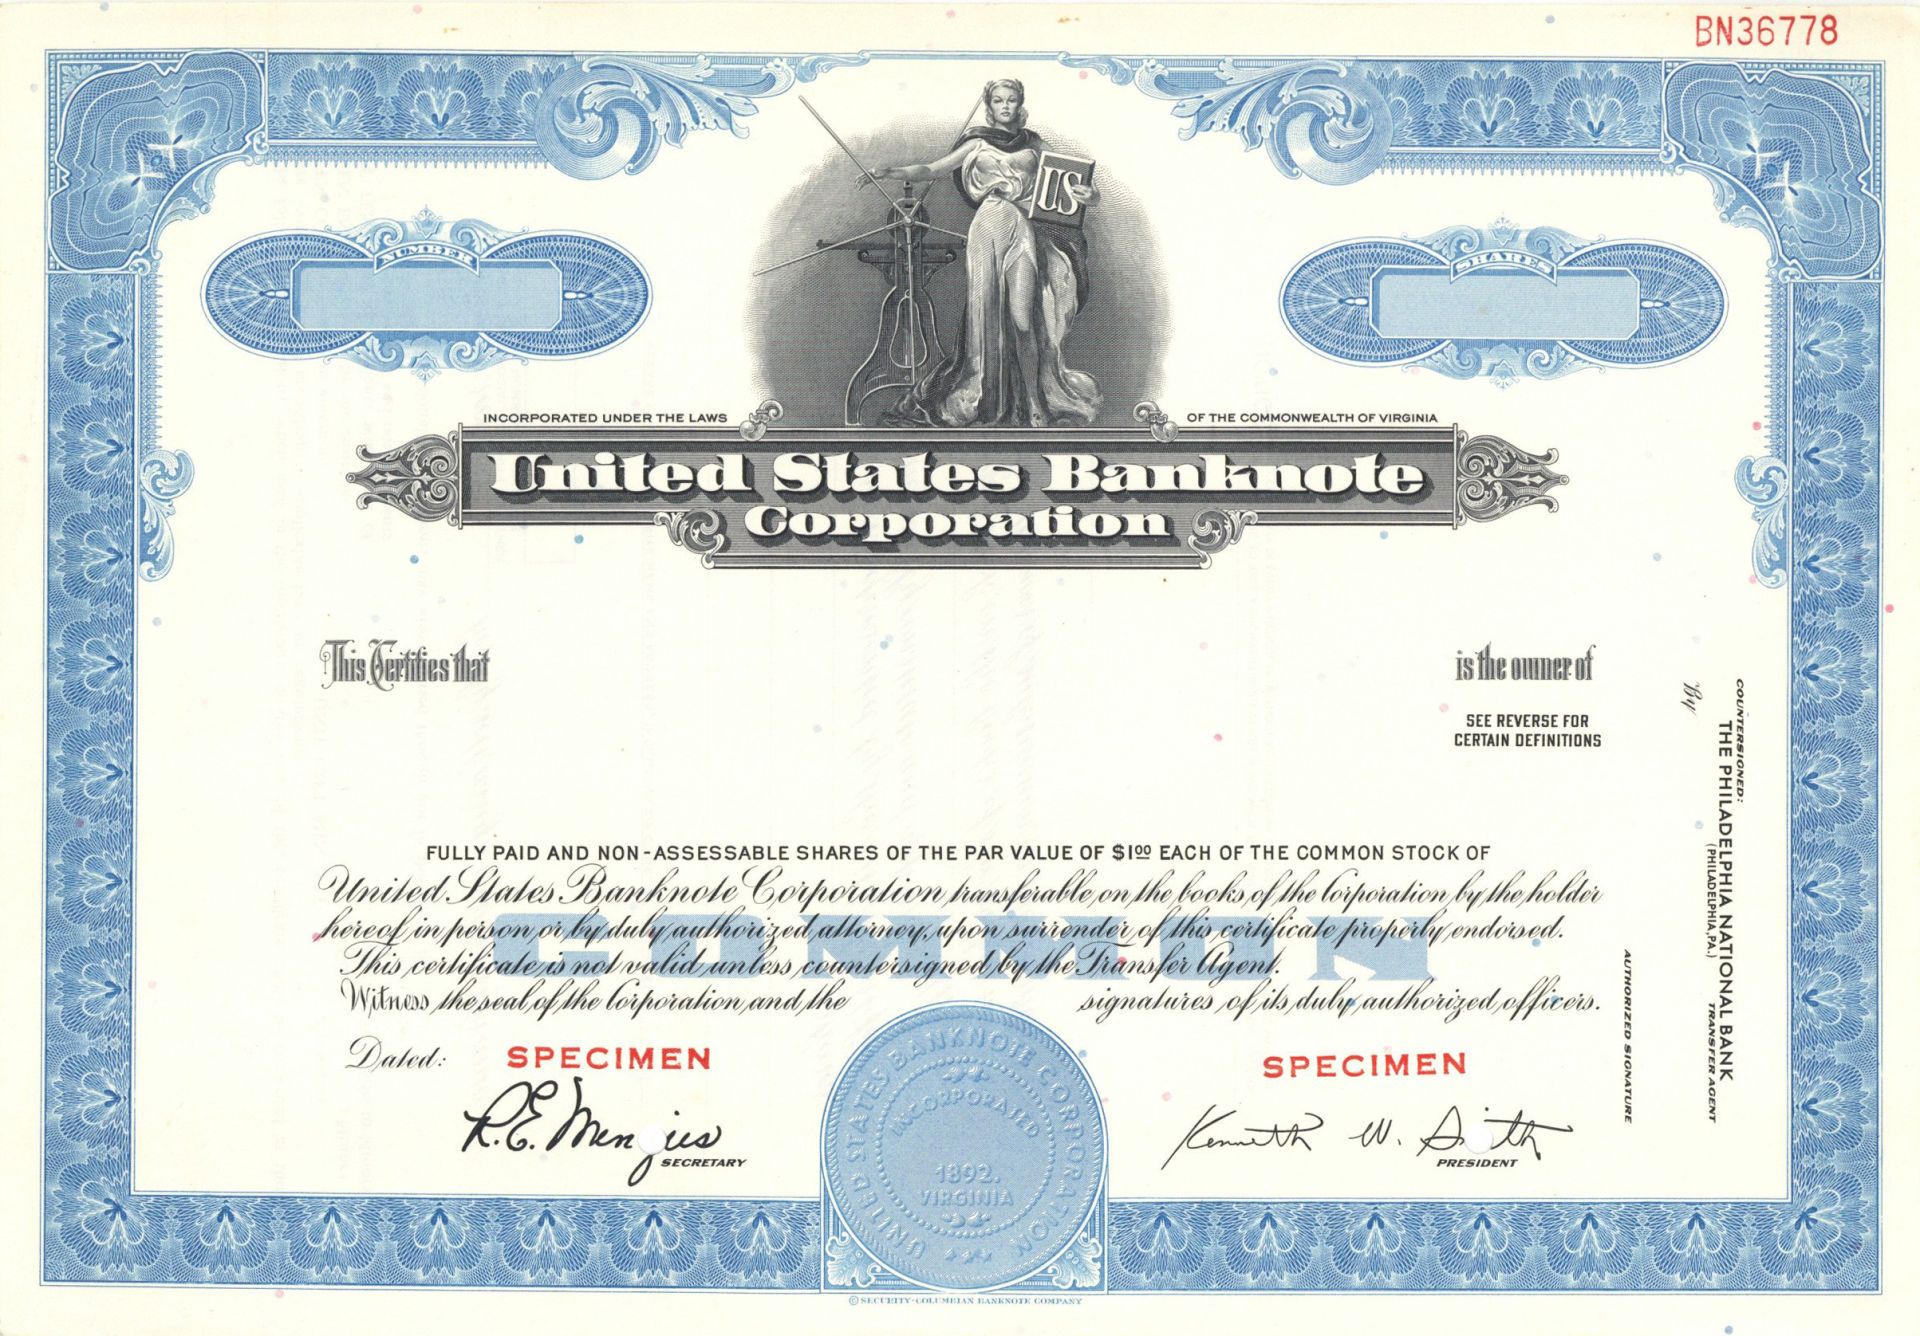 BN36778
NUMBER
SHARES
US
INCORPORATED UNDER THE LAWS
OF THE COMMONWEALTH OF VIRGINIA
United States Banknote
Corporation
This Certifies that
is the owner of
SEE REVERSE FOR
CERTAIN DEFINITIONS
FULLY PAID AND NON-ASSESSABLE SHARES OF THE PAR VALUE OF $1.00 EACH OF THE COMMON STOCK OF
United States Banknote Corporation transferable on the books of the Corporation by the holder
hereof in person or by duly authorized attorney, upon surrender of this certificate properly endorsed.
This certificate is not valid unless countersigned by the Transfer Agent.
Witness the seal of the Corporation and the signatures of its duly authorized officers.
COMMON
Dated:
SPECIMEN
SPECIMEN
R.E. Menzies
SECRETARY
Kenneth W. Smith
PRESIDENT
UNITED STATES BANKNOTE CORPORATION
INCORPORATED
1892.
VIRGINIA
COUNTERSIGNED:
THE PHILADELPHIA NATIONAL BANK
(PHILADELPHIA, PA.)
TRANSFER AGENT
By
AUTHORIZED SIGNATURE
© SECURITY-COLUMBIAN BANKNOTE COMPANY